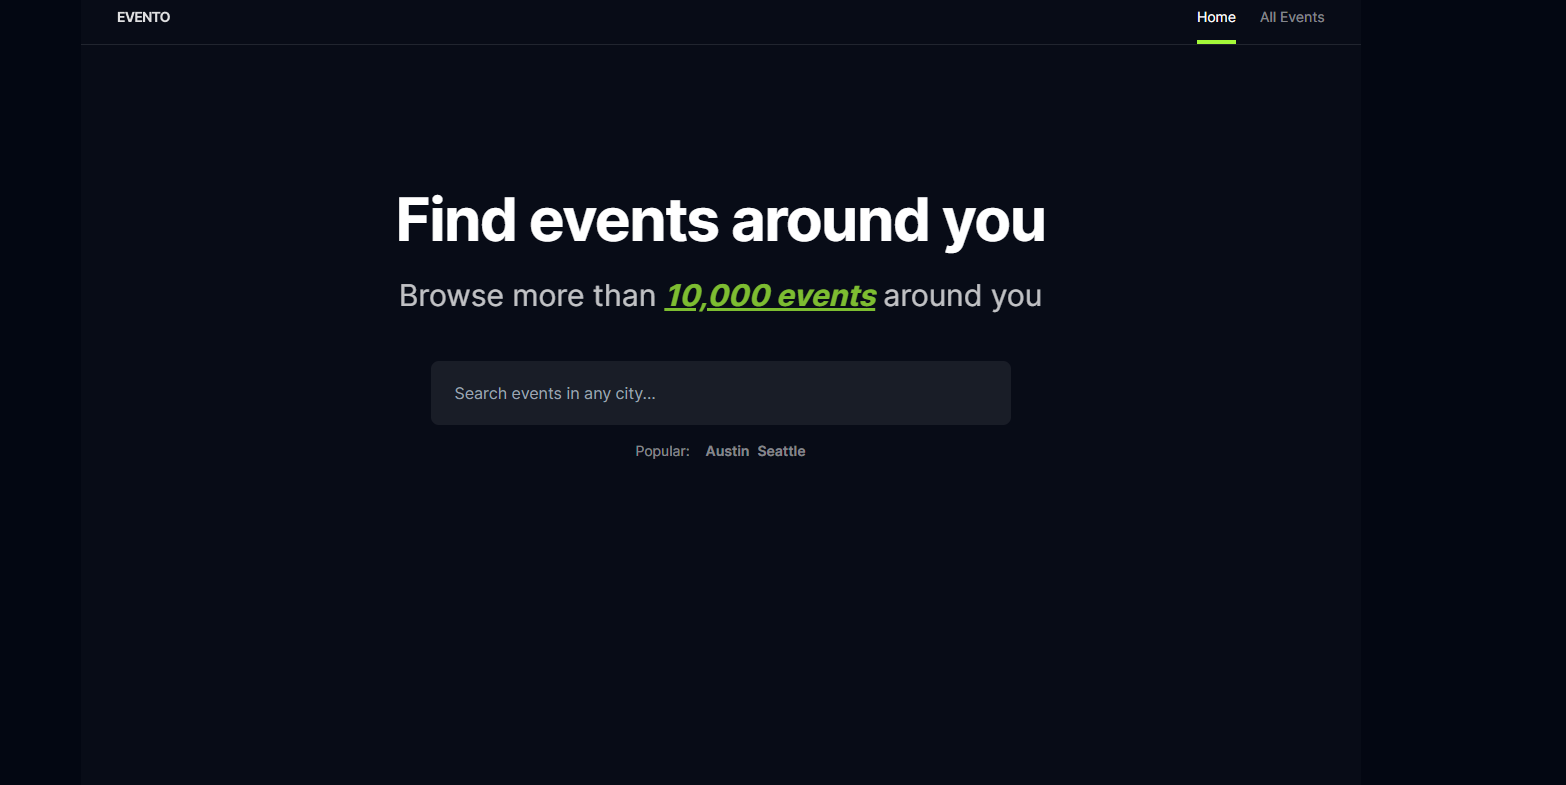 EVENTO
Home All Events
Find events around you
Browse more than 10,000 events around you
Search events in any city...
Popular: Austin Seattle